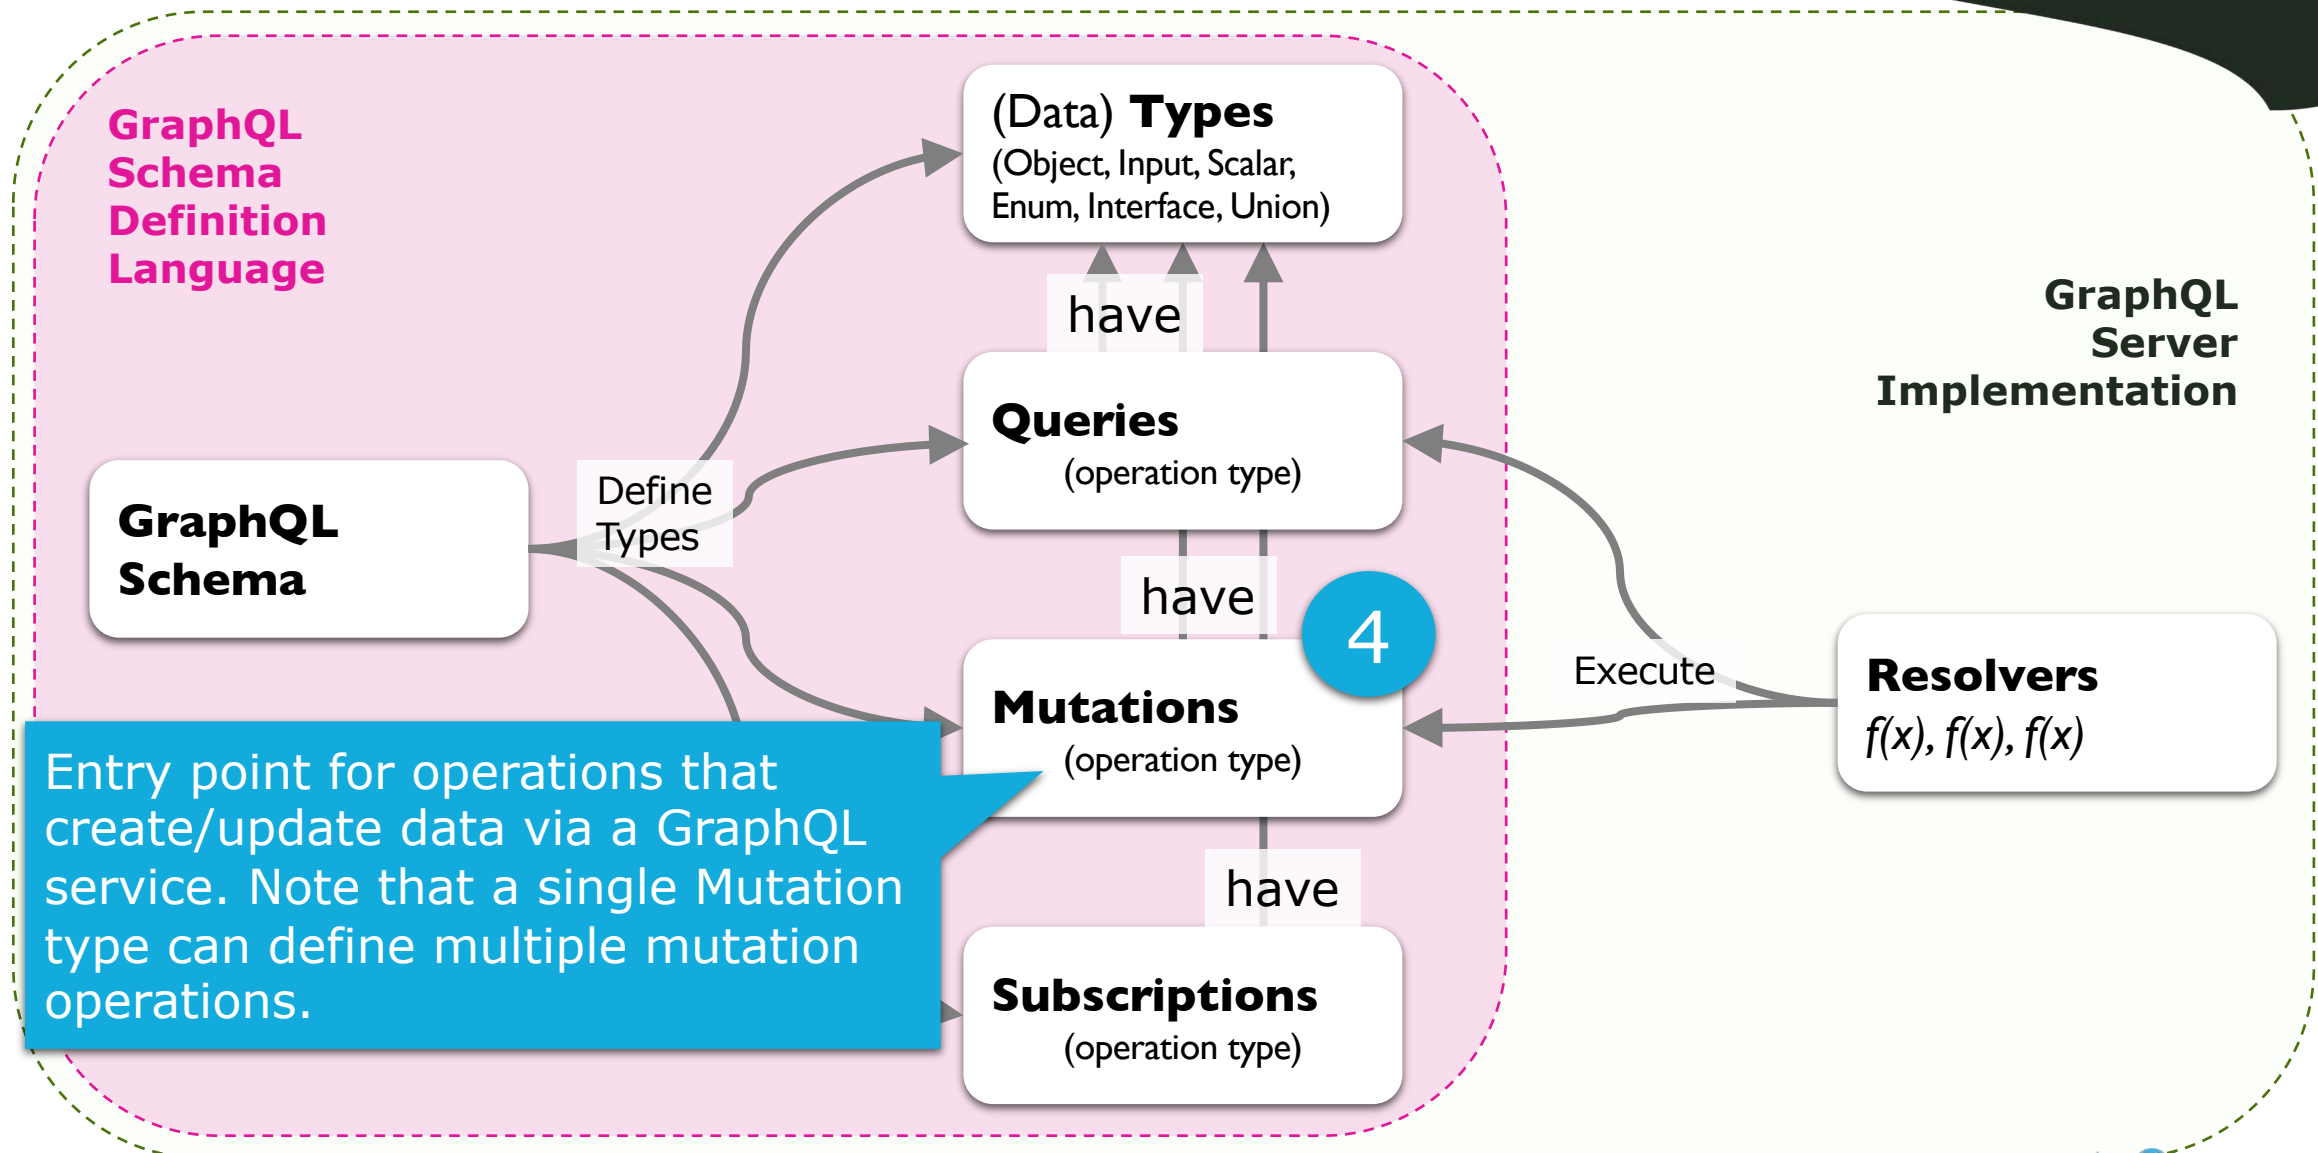 GraphQL
Schema
Definition
Language
(Data) Types
(Object, Input, Scalar,
Enum, Interface, Union)
have
GraphQL
Server
Implementation
Queries
(operation type)
Define
Types
GraphQL
Schema
have
4
Mutations
(operation type)
Execute
Resolvers
f(x), f(x), f(x)
Entry point for operations that
create/update data via a GraphQL
service. Note that a single Mutation
type can define multiple mutation
operations.
have
Subscriptions
(operation type)